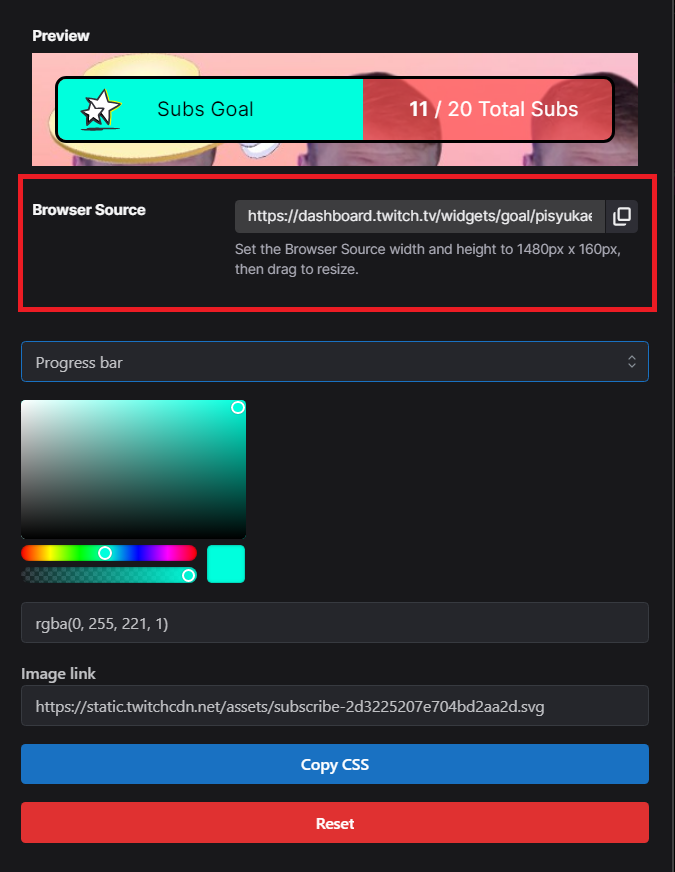 Preview
Subs Goal
11 / 20 Total Subs
Browser Source
https://dashboard.twitch.tv/widgets/goal/pisyukae
Set the Browser Source width and height to 1480px x 160px,
then drag to resize.
Progress bar
rgba(0, 255, 221, 1)
Image link
https://static.twitchcdn.net/assets/subscribe-2d3225207e704bd2aa2d.svg
Copy CSS
Reset